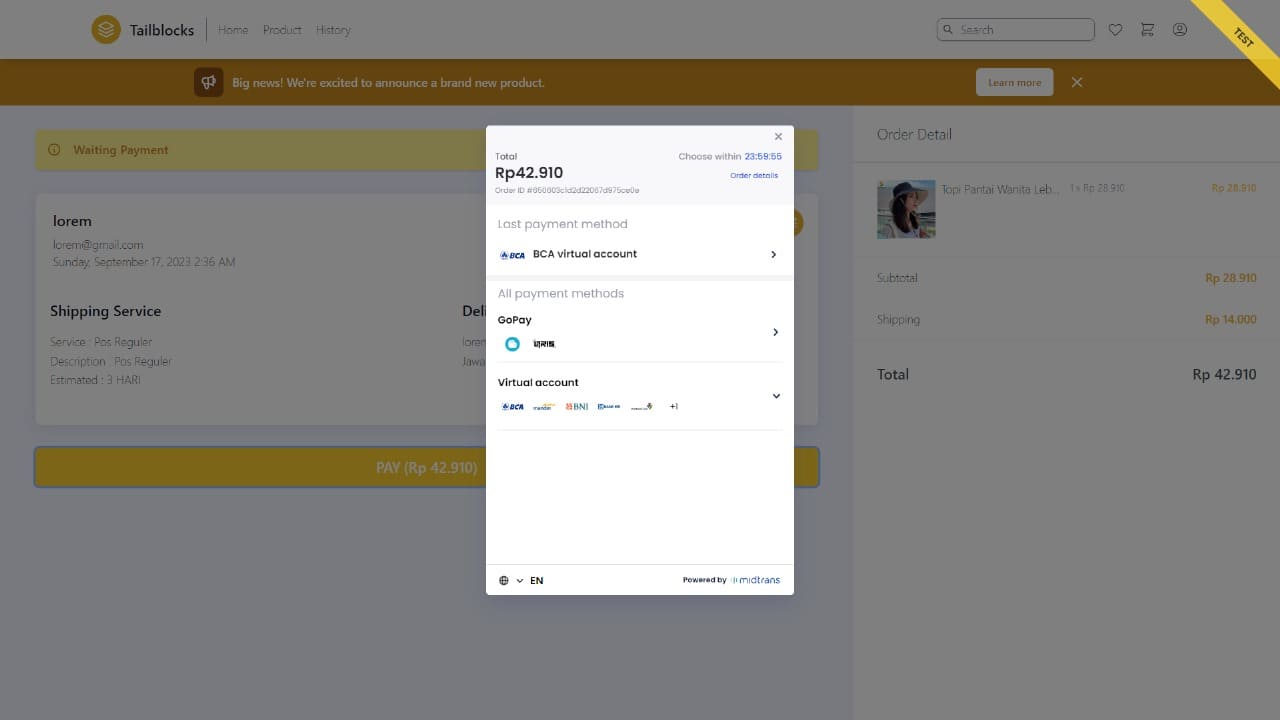 Tailblocks
Home Product History
Search
TEST
Big news! We're excited to announce a brand new product.
Learn more
Waiting Payment
lorem
lorem@gmail.com
Sunday, September 17, 2023 2:36 AM
Shipping Service
Service : Pos Reguler
Description : Pos Reguler
Estimated : 3 HARI
Deli
lorem
Jawa
PAY (Rp 42.910)
Total
Choose within 23:59:55
Rp42.910
Order details
Order ID #650603c1d2d22067d975ce0e
Last payment method
BCA BCA virtual account
All payment methods
GoPay
QRIS
Virtual account
BCA mandiri BNI +1
EN
Powered by midtrans
Order Detail
Topi Pantai Wanita Leb... 1 x Rp 28.910 Rp 28.910
Subtotal Rp 28.910
Shipping Rp 14.000
Total Rp 42.910